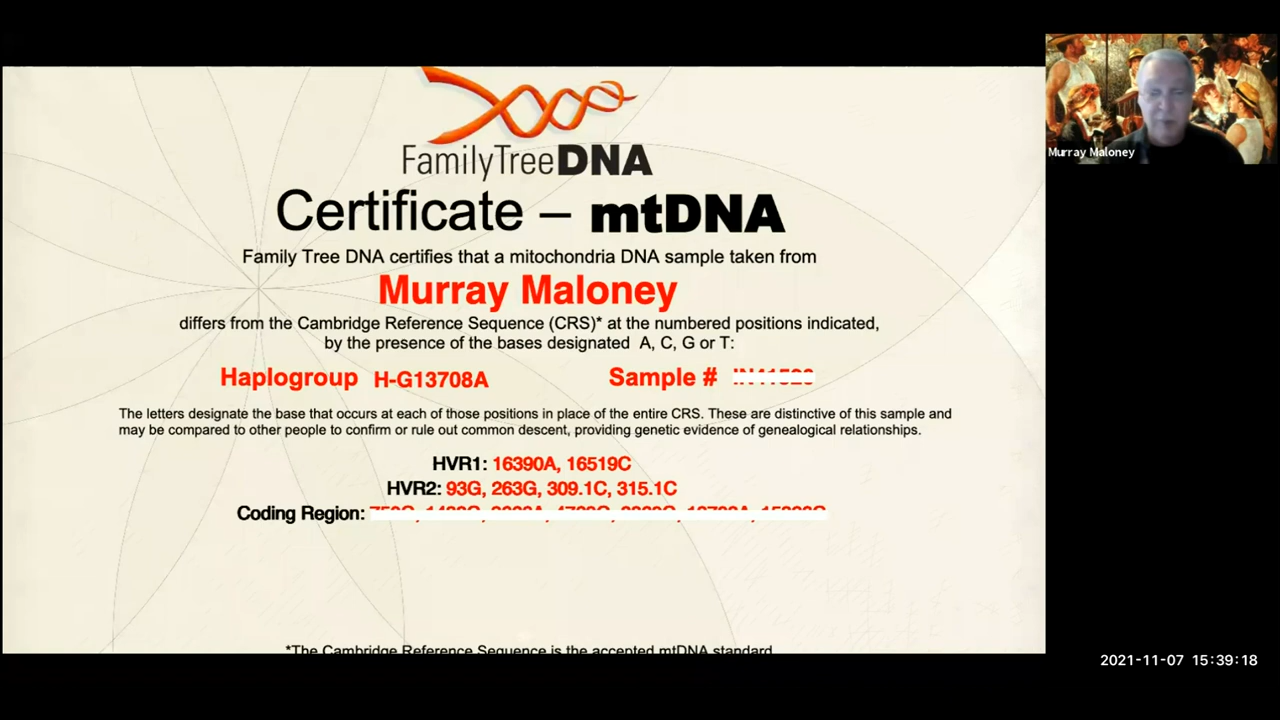 FamilyTreeDNA
Certificate – mtDNA
Family Tree DNA certifies that a mitochondria DNA sample taken from
Murray Maloney
differs from the Cambridge Reference Sequence (CRS)* at the numbered positions indicated,
by the presence of the bases designated A, C, G or T:
Haplogroup H-G13708A Sample #
The letters designate the base that occurs at each of those positions in place of the entire CRS. These are distinctive of this sample and
may be compared to other people to confirm or rule out common descent, providing genetic evidence of genealogical relationships.
HVR1: 16390A, 16519C
HVR2: 93G, 263G, 309.1C, 315.1C
Coding Region:
*The Cambridge Reference Sequence is the accepted mtDNA standard
Murray Maloney
2021-11-07 15:39:18